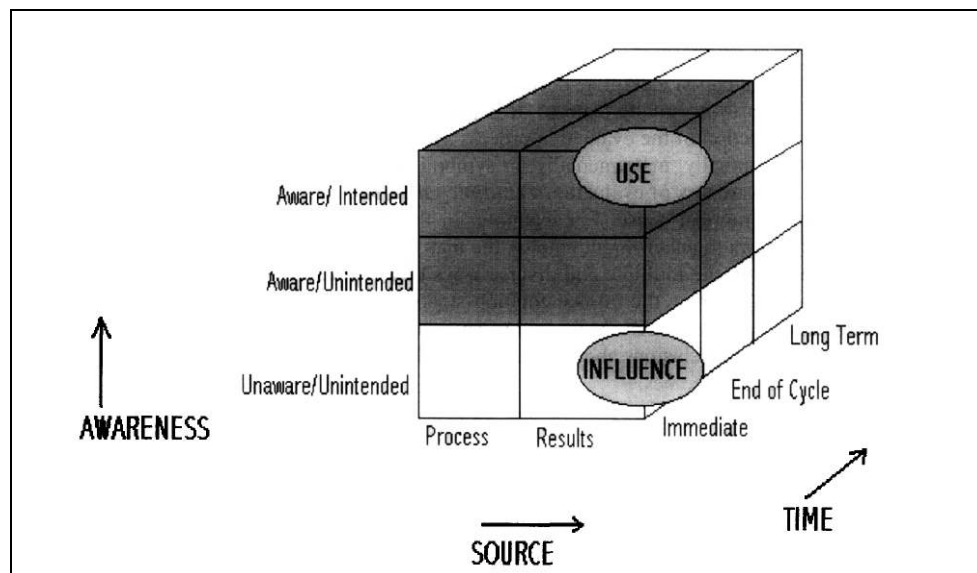 USE
Aware/ Intended
Aware/Unintended
Unaware/Unintended
INFLUENCE
Long Term
End of Cycle
Immediate
Process
Results
AWARENESS
SOURCE
TIME